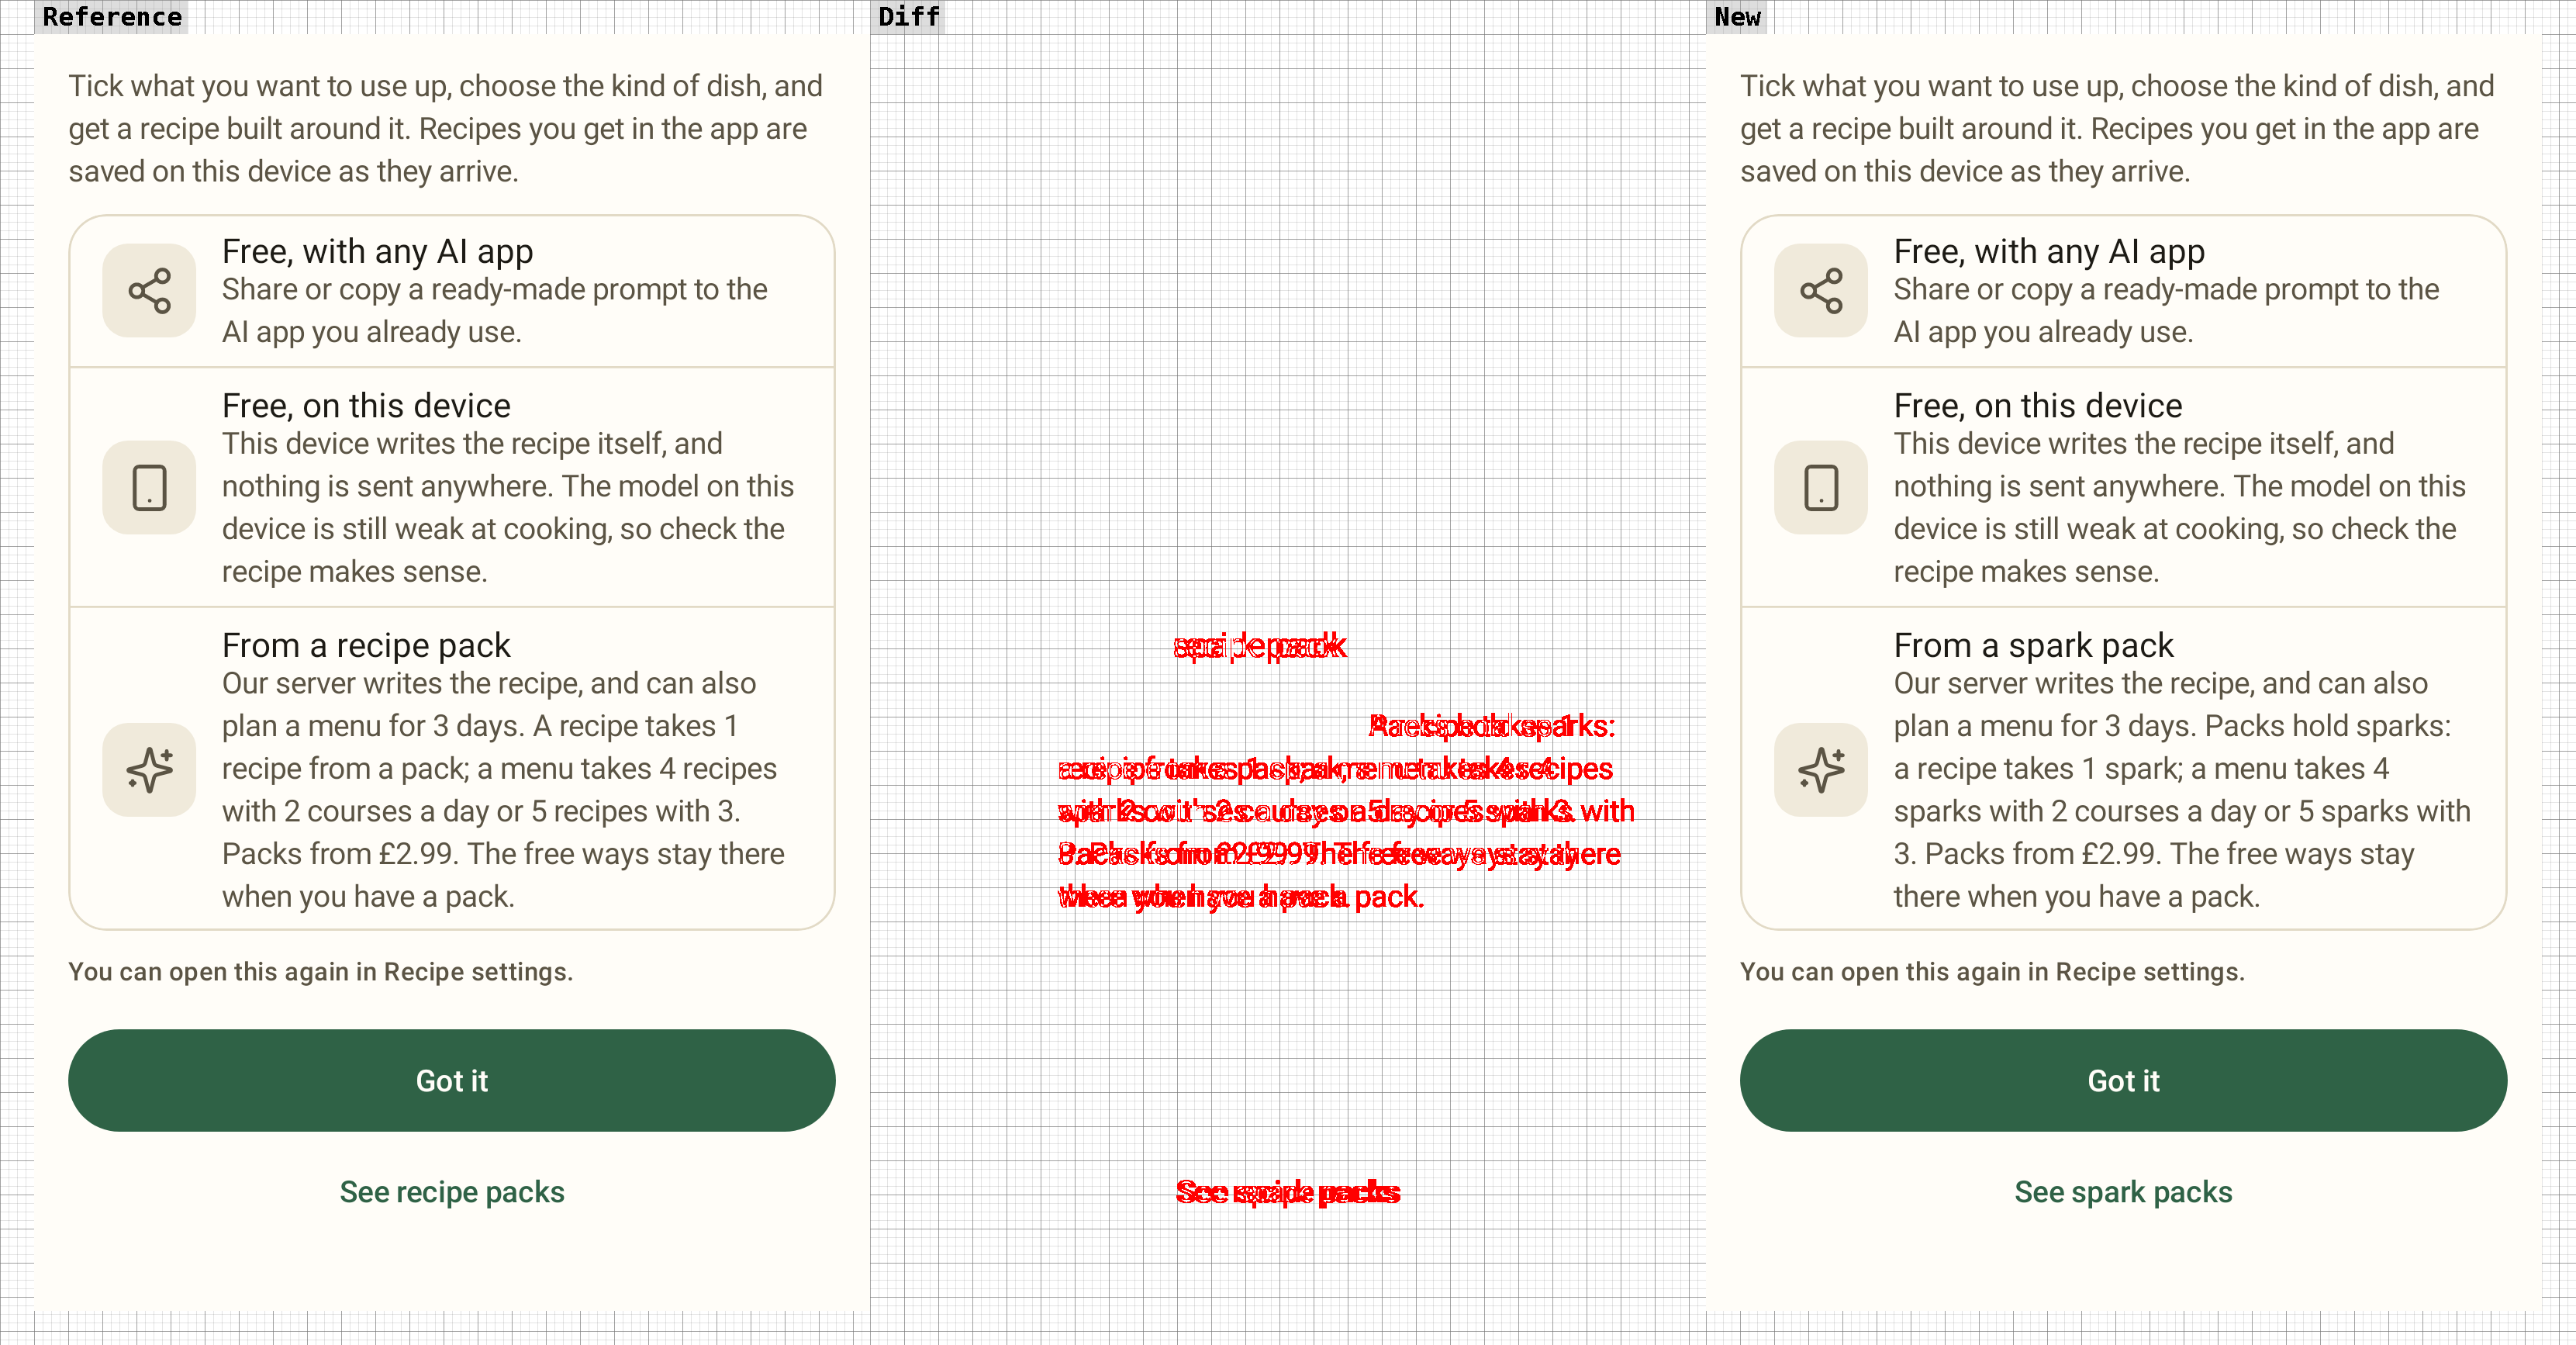 Reference
Tick what you want to use up, choose the kind of dish, and
get a recipe built around it. Recipes you get in the app are
saved on this device as they arrive.
Free, with any AI app
Share or copy a ready-made prompt to the
AI app you already use.
Free, on this device
This device writes the recipe itself, and
nothing is sent anywhere. The model on this
device is still weak at cooking, so check the
recipe makes sense.
From a recipe pack
Our server writes the recipe, and can also
plan a menu for 3 days. A recipe takes 1
recipe from a pack; a menu takes 4 recipes
with 2 courses a day or 5 recipes with 3.
Packs from £2.99. The free ways stay there
when you have a pack.
You can open this again in Recipe settings.
Got it
See recipe packs
Diff
New
Tick what you want to use up, choose the kind of dish, and
get a recipe built around it. Recipes you get in the app are
saved on this device as they arrive.
Free, with any AI app
Share or copy a ready-made prompt to the
AI app you already use.
Free, on this device
This device writes the recipe itself, and
nothing is sent anywhere. The model on this
device is still weak at cooking, so check the
recipe makes sense.
From a spark pack
Our server writes the recipe, and can also
plan a menu for 3 days. Packs hold sparks:
a recipe takes 1 spark; a menu takes 4
sparks with 2 courses a day or 5 sparks with
3. Packs from £2.99. The free ways stay
there when you have a pack.
You can open this again in Recipe settings.
Got it
See spark packs